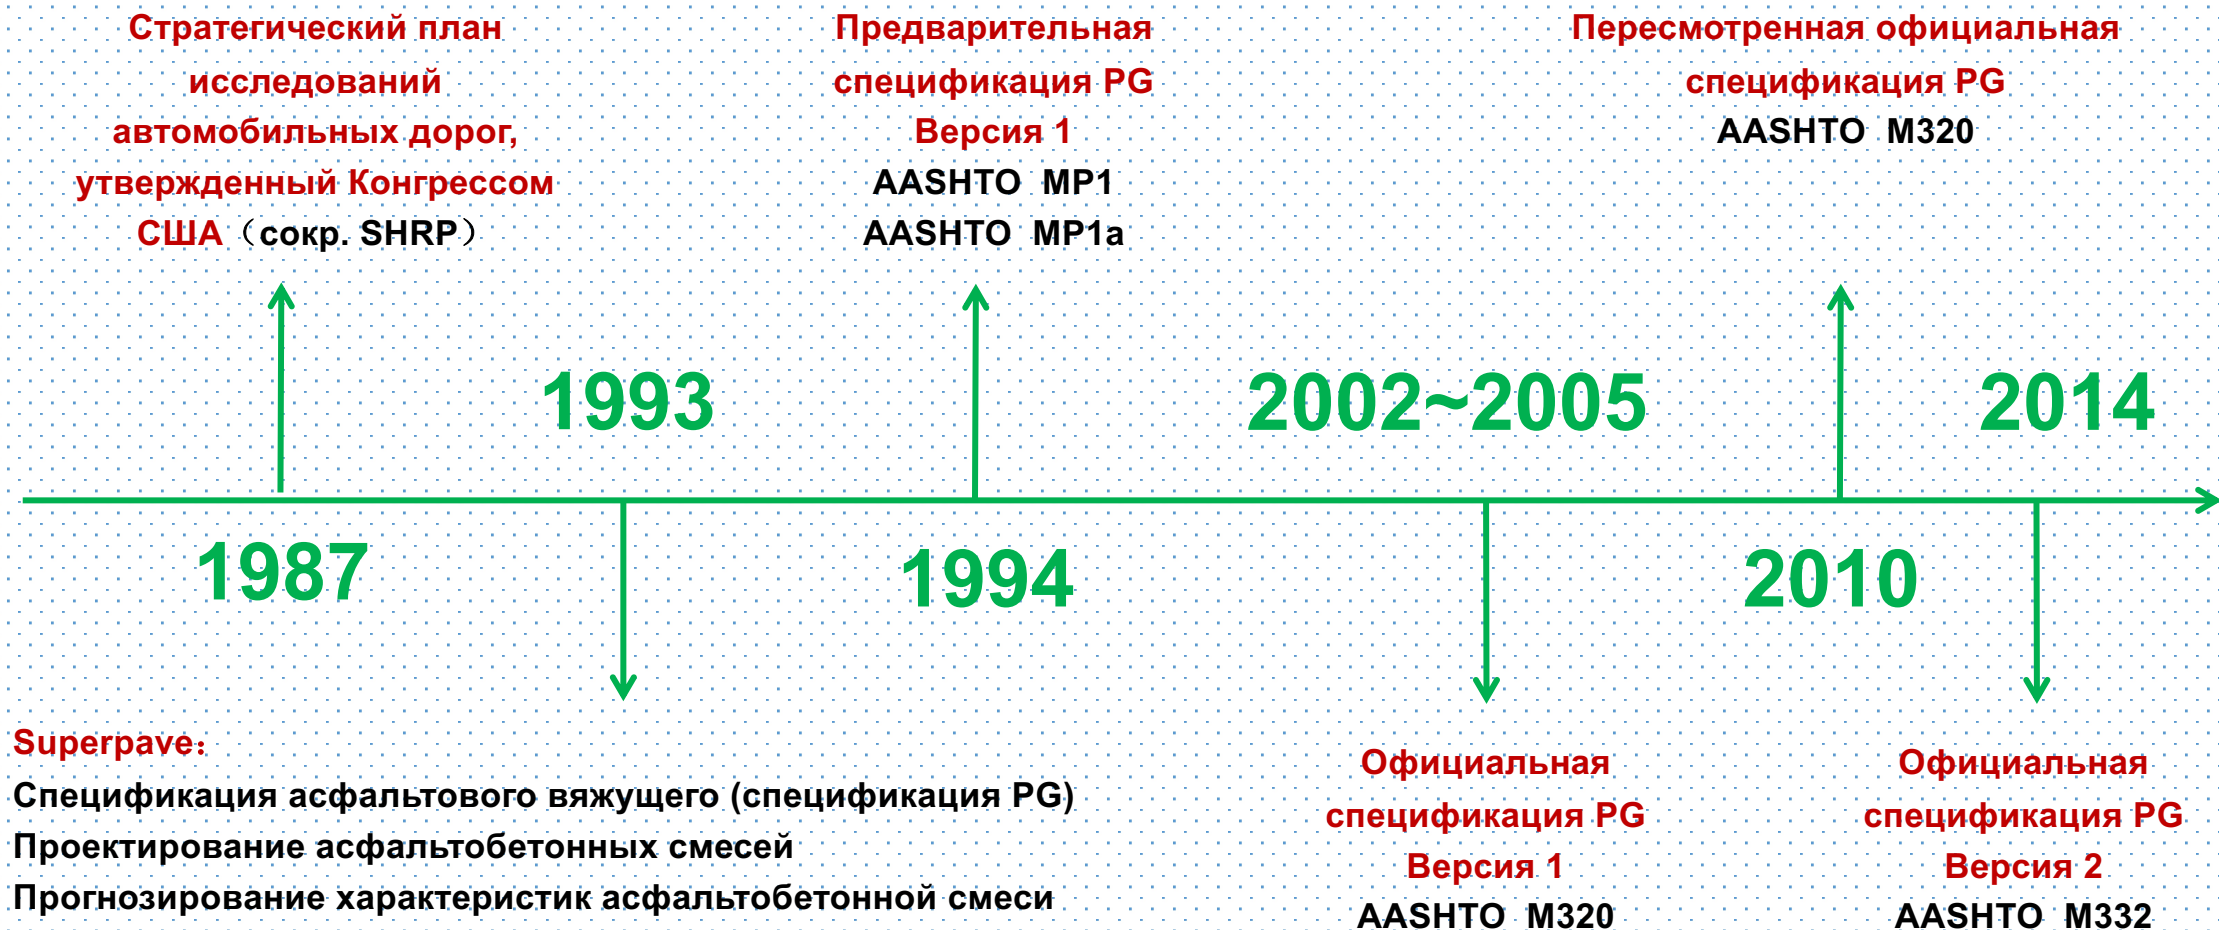 Стратегический план
исследований
автомобильных дорог,
утвержденный Конгрессом
США（сокр. SHRP）
Предварительная
спецификация PG
Версия 1
AASHTO MP1
AASHTO MP1a
Пересмотренная официальная
спецификация PG
AASHTO M320
1993
2002~2005
2014
1987
1994
2010
Superpave：
Спецификация асфальтового вяжущего (спецификация PG)
Проектирование асфальтобетонных смесей
Прогнозирование характеристик асфальтобетонной смеси
Официальная
спецификация PG
Версия 1
AASHTO M320
Официальная
спецификация PG
Версия 2
AASHTO M332